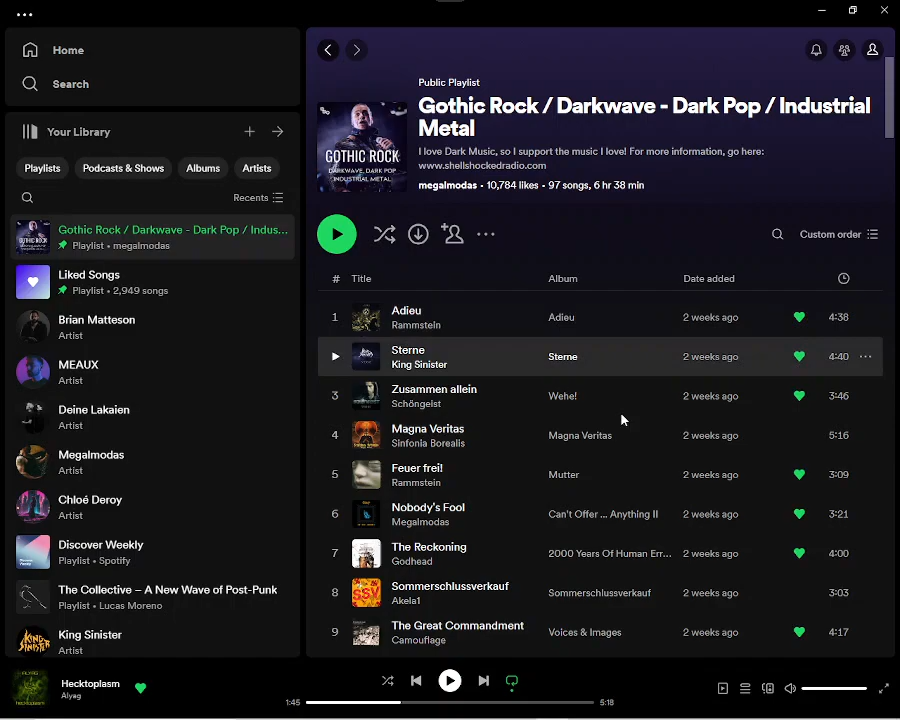 Home
Search
Your Library
Playlists
Podcasts & Shows
Albums
Artists
Recents
Gothic Rock / Darkwave - Dark Pop / Indus...
Playlist • megalmodas
Liked Songs
Playlist • 2,949 songs
Brian Matteson
Artist
MEAUX
Artist
Deine Lakaien
Artist
Megalmodas
Artist
Chloé Deroy
Artist
Discover Weekly
Playlist • Spotify
The Collective – A New Wave of Post-Punk
Playlist • Lucas Moreno
King Sinister
Artist
Public Playlist
Gothic Rock / Darkwave - Dark Pop / Industrial
Metal
I love Dark Music, so I support the music I love! For more information, go here:
www.shellshockedradio.com
megalmodas • 10,784 likes • 97 songs, 6 hr 38 min
GOTHIC ROCK
DARKWAVE, DARK POP
INDUSTRIAL METAL
Custom order
# Title Album Date added
1 Adieu Adieu 2 weeks ago 4:38
Rammstein
Sterne Sterne 2 weeks ago 4:40
King Sinister
3 Zusammen allein Wehe! 2 weeks ago 3:46
Schöngeist
4 Magna Veritas Magna Veritas 2 weeks ago 5:16
Sinfonia Borealis
5 Feuer frei! Mutter 2 weeks ago 3:09
Rammstein
6 Nobody's Fool Can't Offer ... Anything II 2 weeks ago 3:21
Megalmodas
7 The Reckoning 2000 Years Of Human Err... 2 weeks ago 4:00
Godhead
8 Sommerschlussverkauf Sommerschlussverkauf 2 weeks ago 3:03
Akela1
9 The Great Commandment Voices & Images 2 weeks ago 4:17
Camouflage
Hecktoplasm
Alyag
1:45
5:18